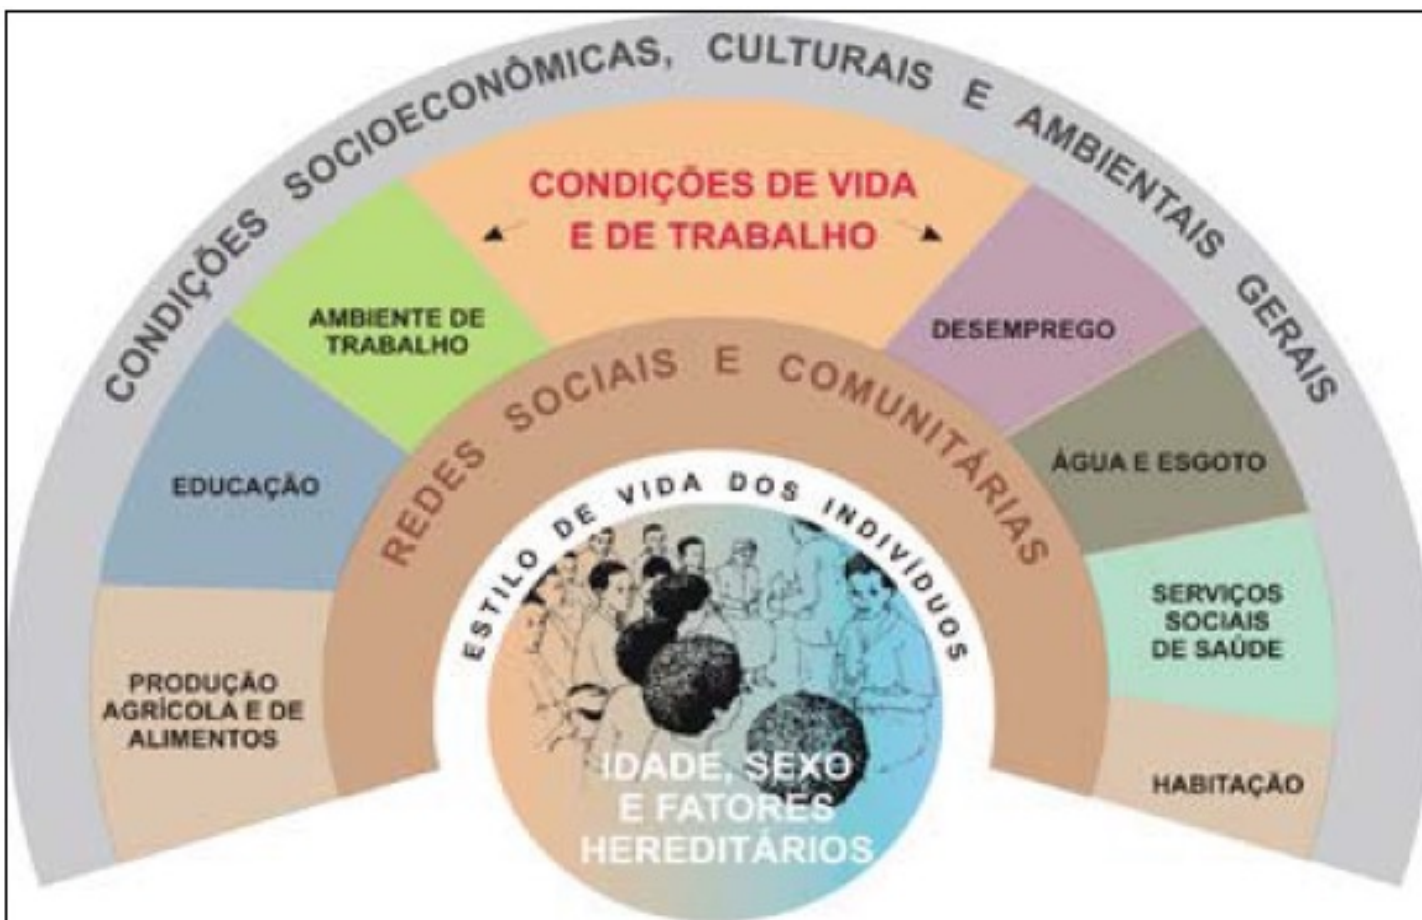 CONDIÇÕES SOCIOECONÔMICAS, CULTURAIS E AMBIENTAIS GERAIS
CONDIÇÕES DE VIDA
E DE TRABALHO
AMBIENTE DE
TRABALHO
DESEMPREGO
REDES SOCIAIS E COMUNITÁRIAS
EDUCAÇÃO
ÁGUA E ESGOTO
ESTILO DE VIDA DOS INDIVÍDUOS
SERVIÇOS
SOCIAIS
DE SAÚDE
PRODUÇÃO
AGRÍCOLA E DE
ALIMENTOS
HABITAÇÃO
IDADE, SEXO
E FATORES
HEREDITÁRIOS